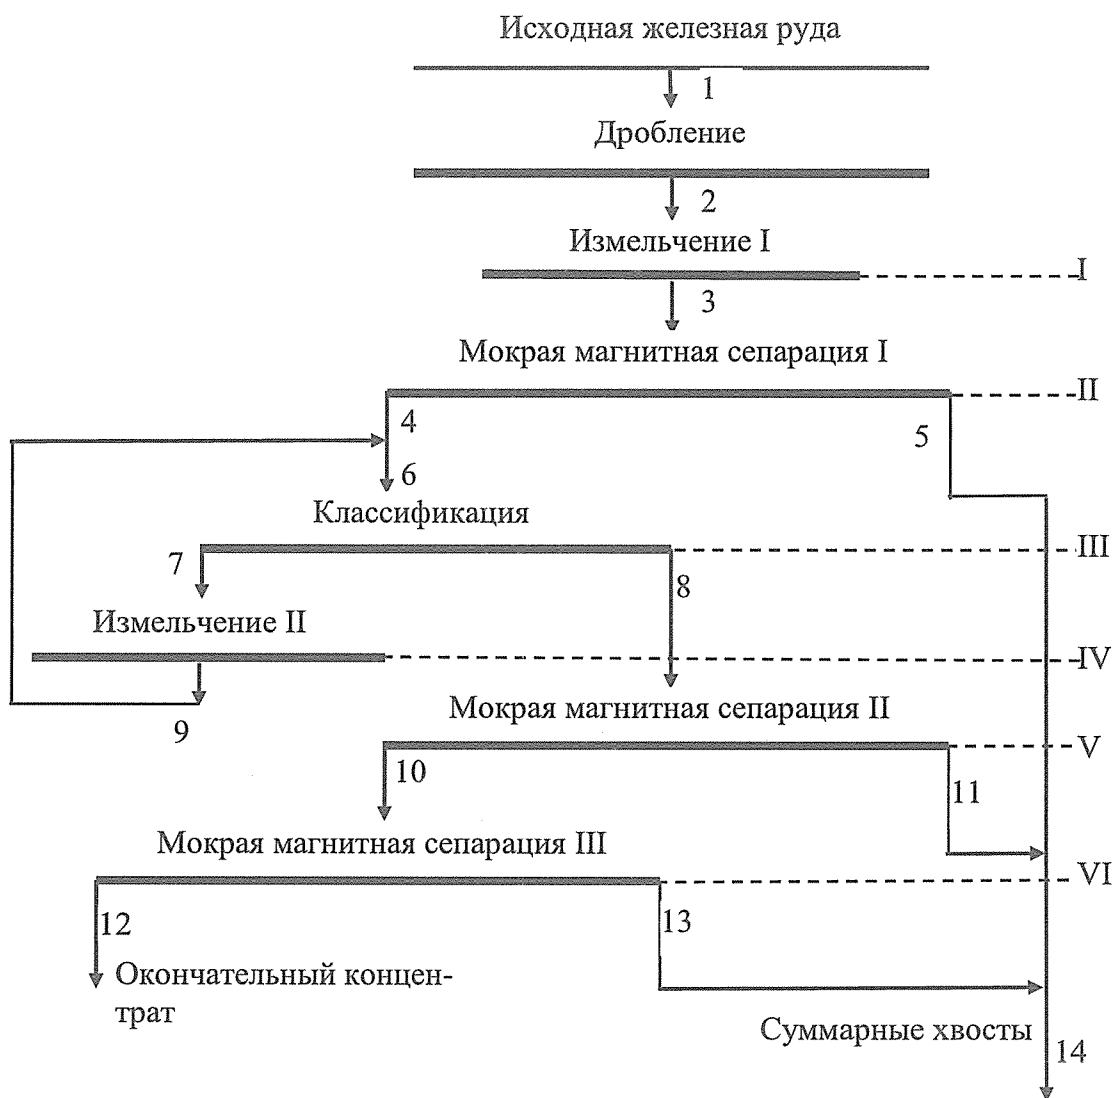 Исходная железная руда
1
Дробление
2
Измельчение I
I
3
Мокрая магнитная сепарация I
II
4
5
6
Классификация
III
7
8
Измельчение II
IV
9
Мокрая магнитная сепарация II
V
10
11
Мокрая магнитная сепарация III
VI
12
13
Окончательный концен-
трат
Суммарные хвосты
14